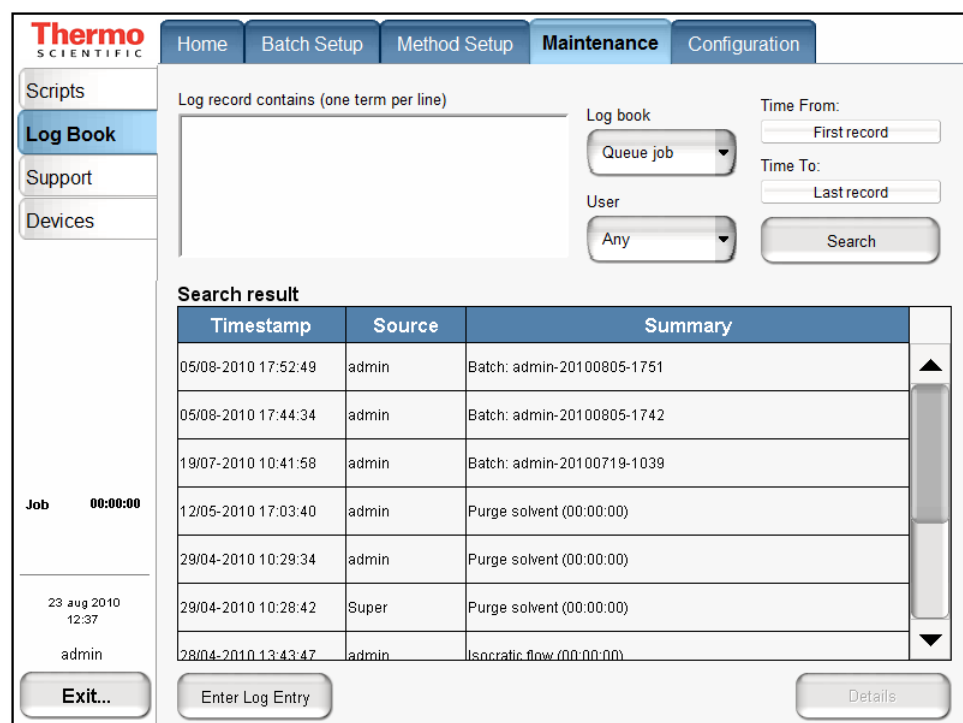 Thermo
SCIENTIFIC
Home Batch Setup Method Setup Maintenance Configuration
Scripts
Log Book
Support
Devices
Log record contains (one term per line)
Log book
Queue job
User
Any
Time From:
First record
Time To:
Last record
Search
Search result
Timestamp Source Summary
05/08-2010 17:52:49 admin Batch: admin-20100805-1751
05/08-2010 17:44:34 admin Batch: admin-20100805-1742
19/07-2010 10:41:58 admin Batch: admin-20100719-1039
12/05-2010 17:03:40 admin Purge solvent (00:00:00)
29/04-2010 10:29:34 admin Purge solvent (00:00:00)
29/04-2010 10:28:42 Super Purge solvent (00:00:00)
28/04-2010 13:43:47 admin Isocratic flow (00:00:00)
Job 00:00:00
23 aug 2010
12:37
admin
Exit...
Enter Log Entry
Details